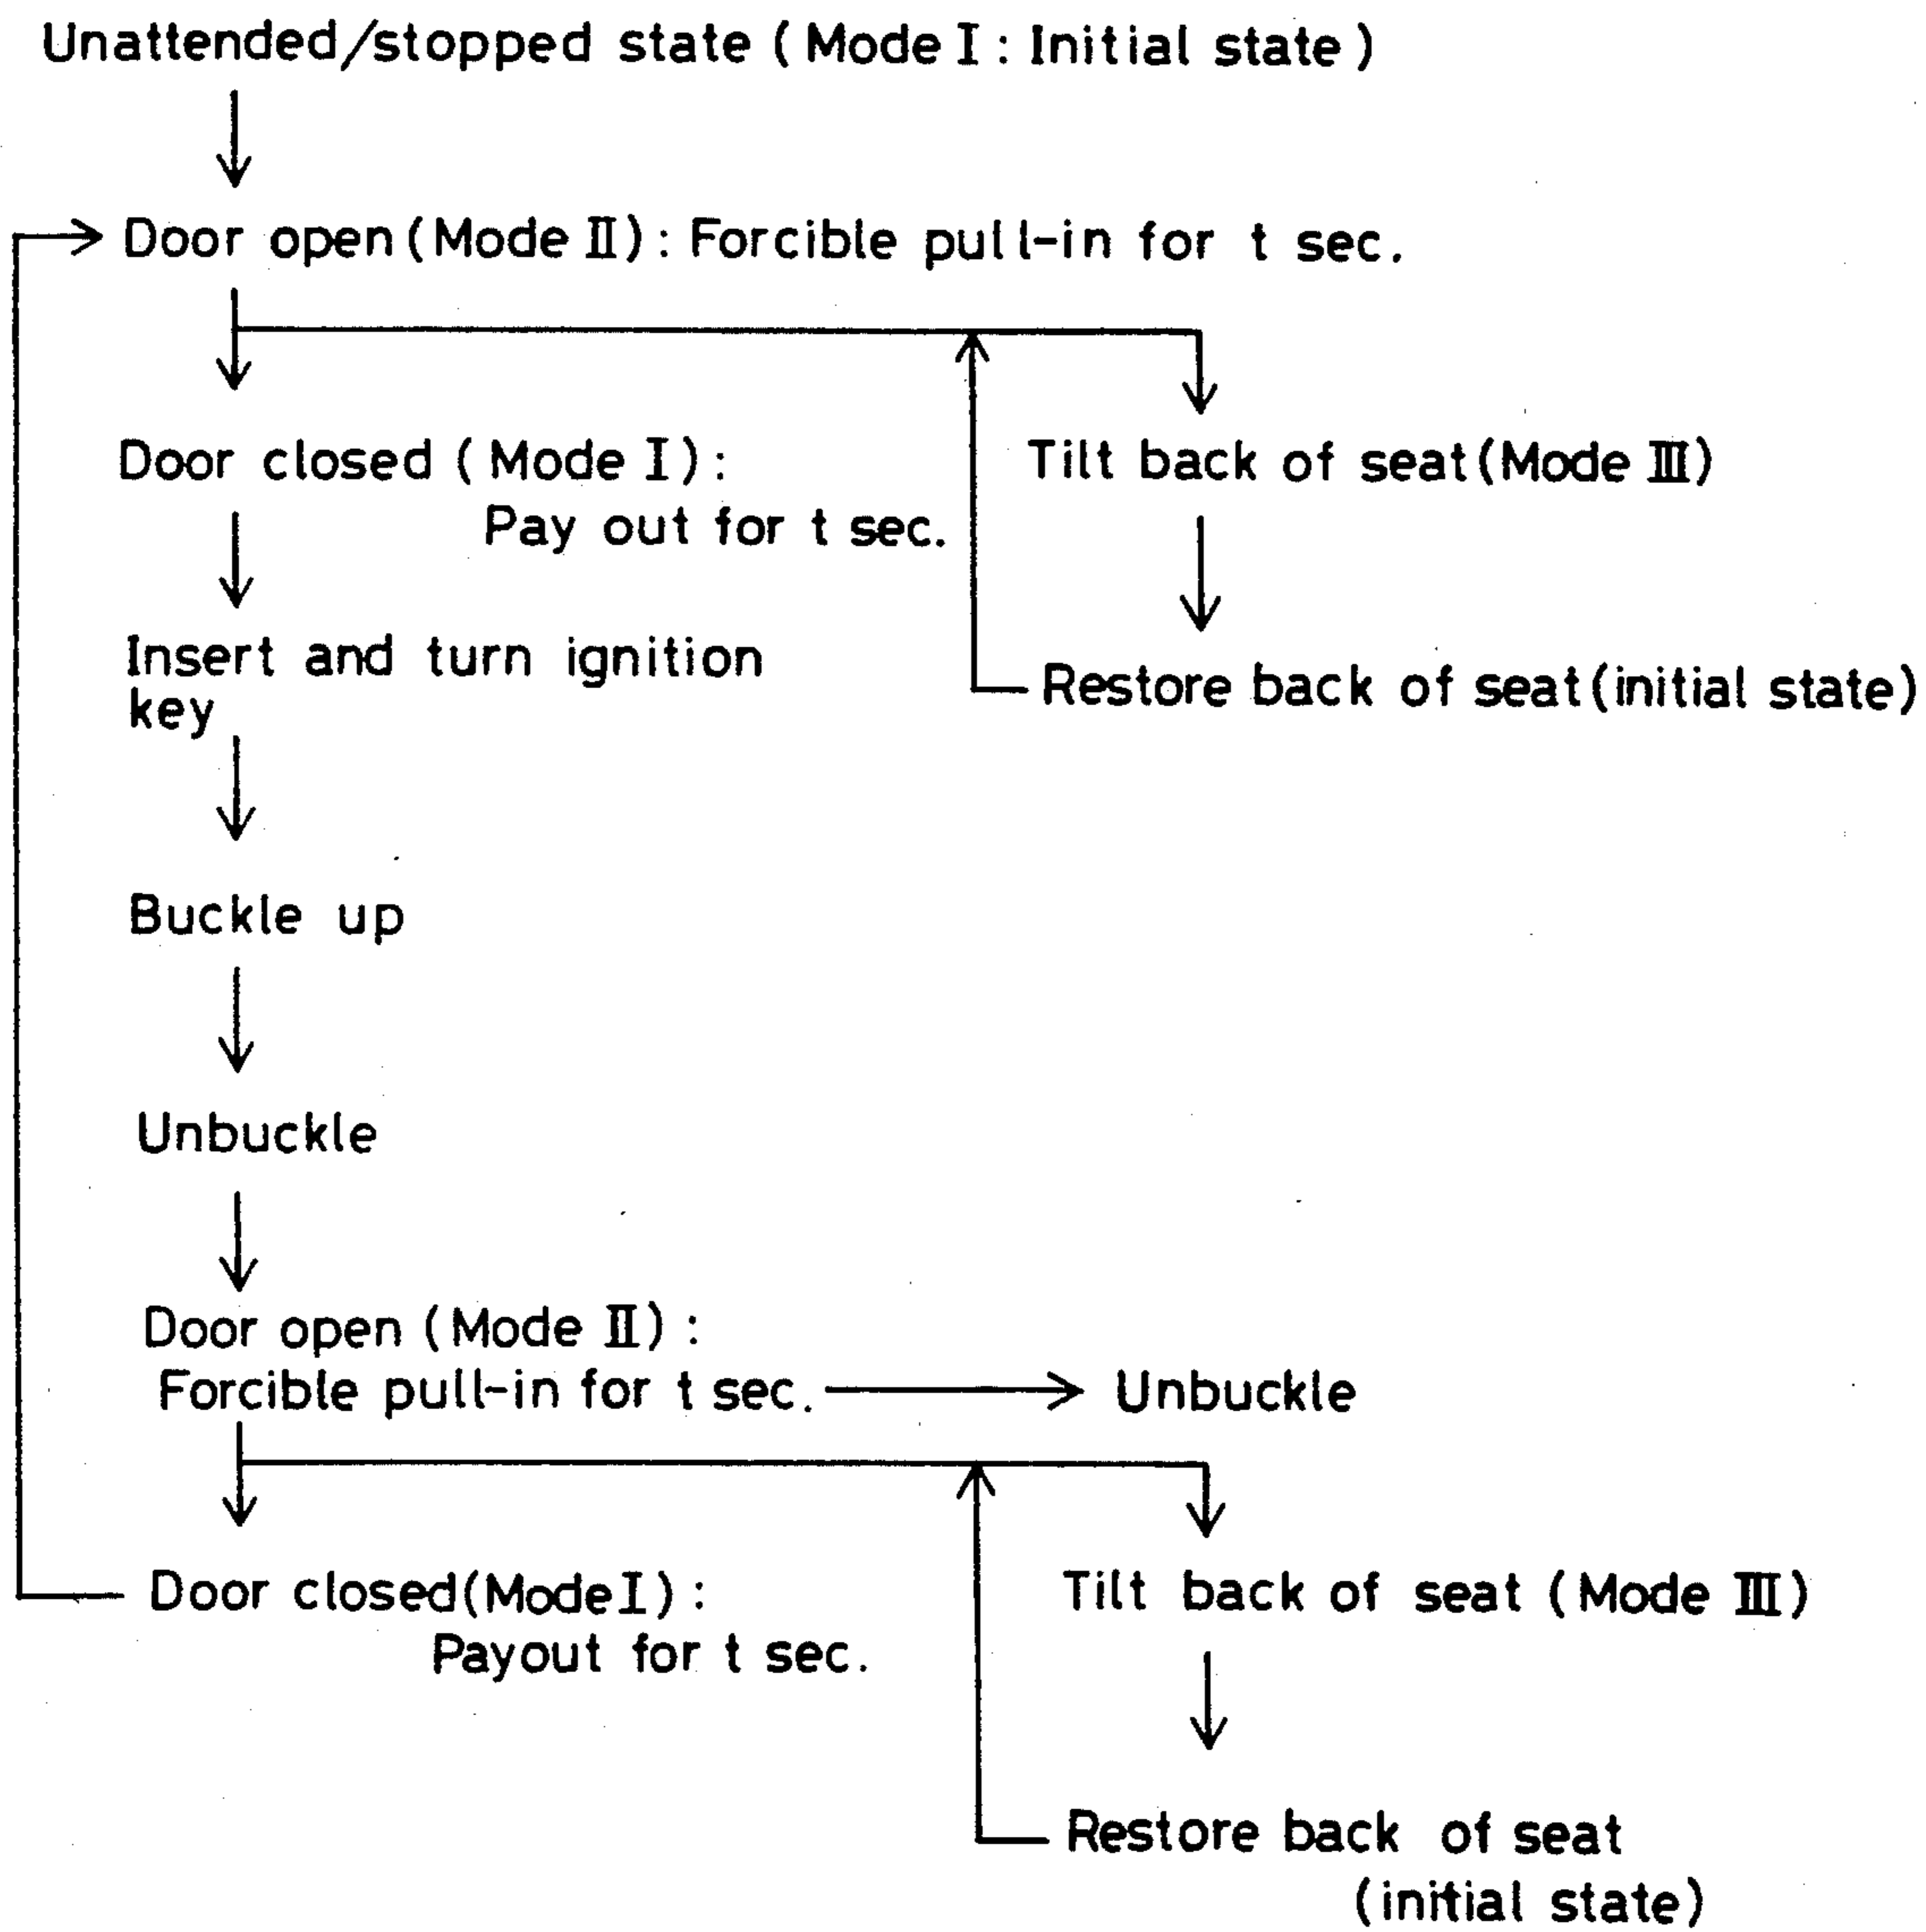 Unattended/stopped state (Mode I : Initial state)
Door open (Mode II) : Forcible pull-in for t sec.
Door closed (Mode I) :
Pay out for t sec.
Tilt back of seat (Mode III)
Insert and turn ignition
key
Restore back of seat (initial state)
Buckle up
Unbuckle
Door open (Mode II) :
Forcible pull-in for t sec.
Unbuckle
Door closed (Mode I) :
Payout for t sec.
Tilt back of seat (Mode III)
Restore back of seat
(initial state)